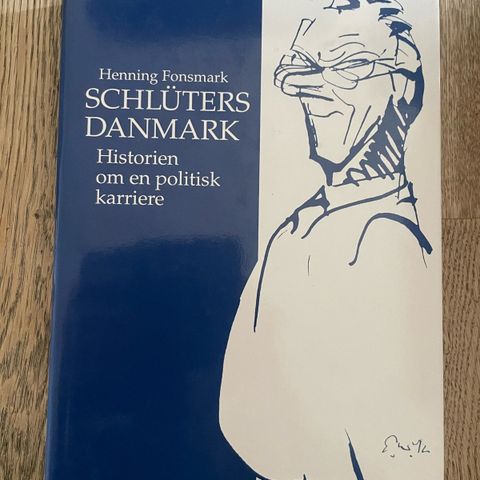 Henning Fonsmark
SCHLÜTERS
DANMARK
Historien
om en politisk
karriere